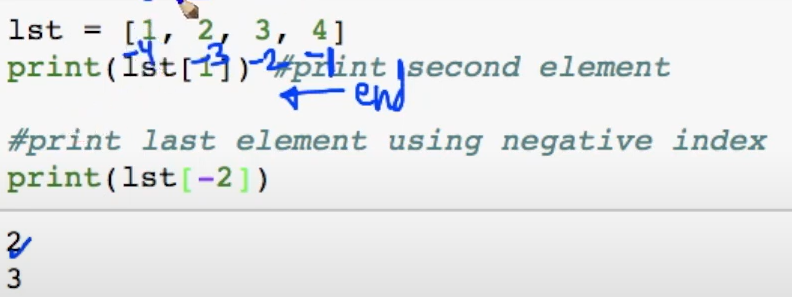 lst = [1, 2, 3, 4]
-4 -3 -2 -1
print(lst[1]) #print second element
end
#print last element using negative index
print(lst[-2])
2
3